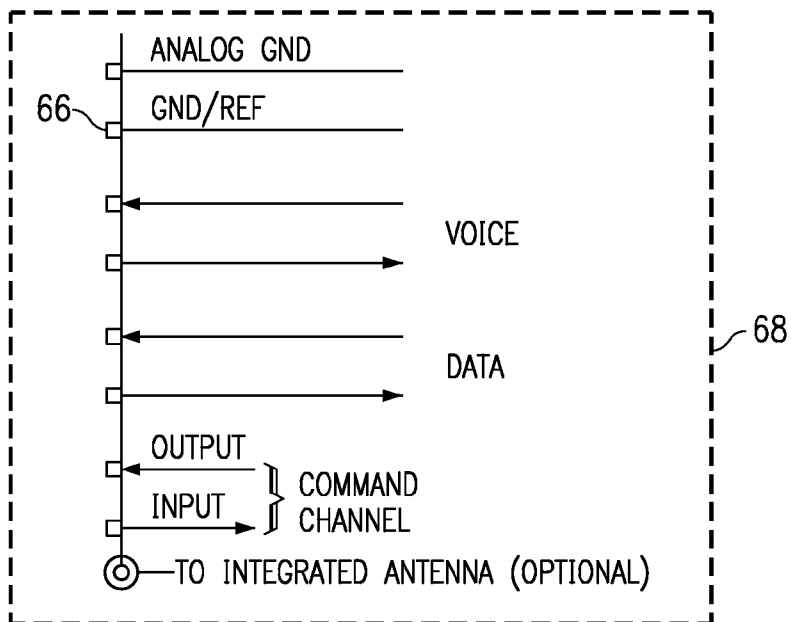 ANALOG GND
66
GND/REF
VOICE
68
DATA
OUTPUT
COMMAND
INPUT
CHANNEL
TO INTEGRATED ANTENNA (OPTIONAL)